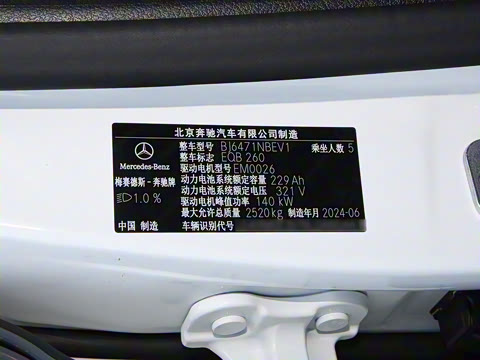 北京奔驰汽车有限公司制造
整车型号 BJ6471NBEV1 乘坐人数 5
整车标志 EQB 260
驱动电机型号 EM0026
动力电池系统额定容量 229 Ah
动力电池系统额定电压 321 V
驱动电机峰值功率 140 kW
最大允许总质量 2520 kg 制造年月 2024-06
车辆识别代号
Mercedes-Benz
梅赛德斯-奔驰牌
1.0 %
中国 制造